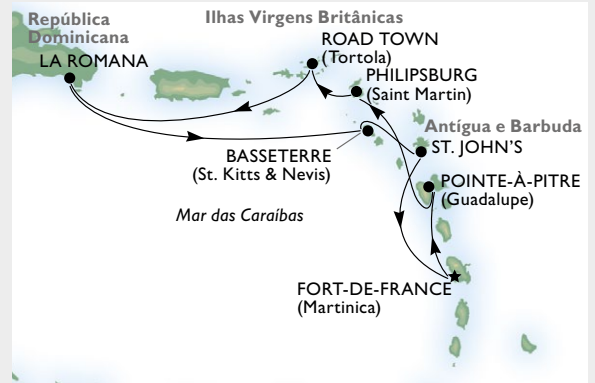 República
Dominicana
LA ROMANA
Ilhas Virgens Britânicas
ROAD TOWN
(Tortola)
PHILIPSBURG
(Saint Martin)
Antígua e Barbuda
ST. JOHN'S
BASSETERRE
(St. Kitts & Nevis)
POINTE-À-PITRE
(Guadalupe)
Mar das Caraíbas
FORT-DE-FRANCE
(Martinica)